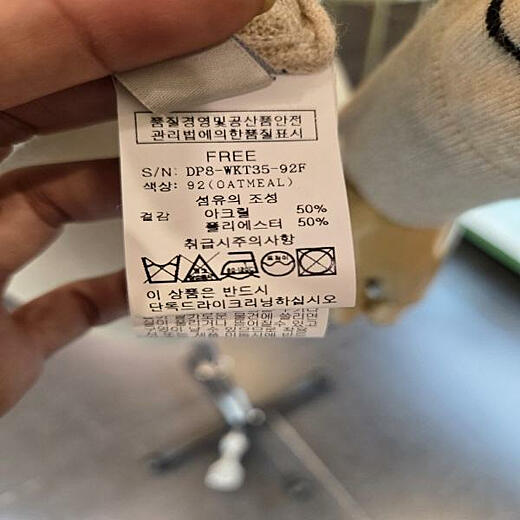 품질경영및공산품안전
관리법에의한품질표시
FREE
S/N: DP8-WKT35-92F
색상: 92(OATMEAL)
섬유의 조성
겉감 아크릴 50%
폴리에스터 50%
취급시주의사항
드라이
이 상품은 반드시
단독드라이크리닝하십시오